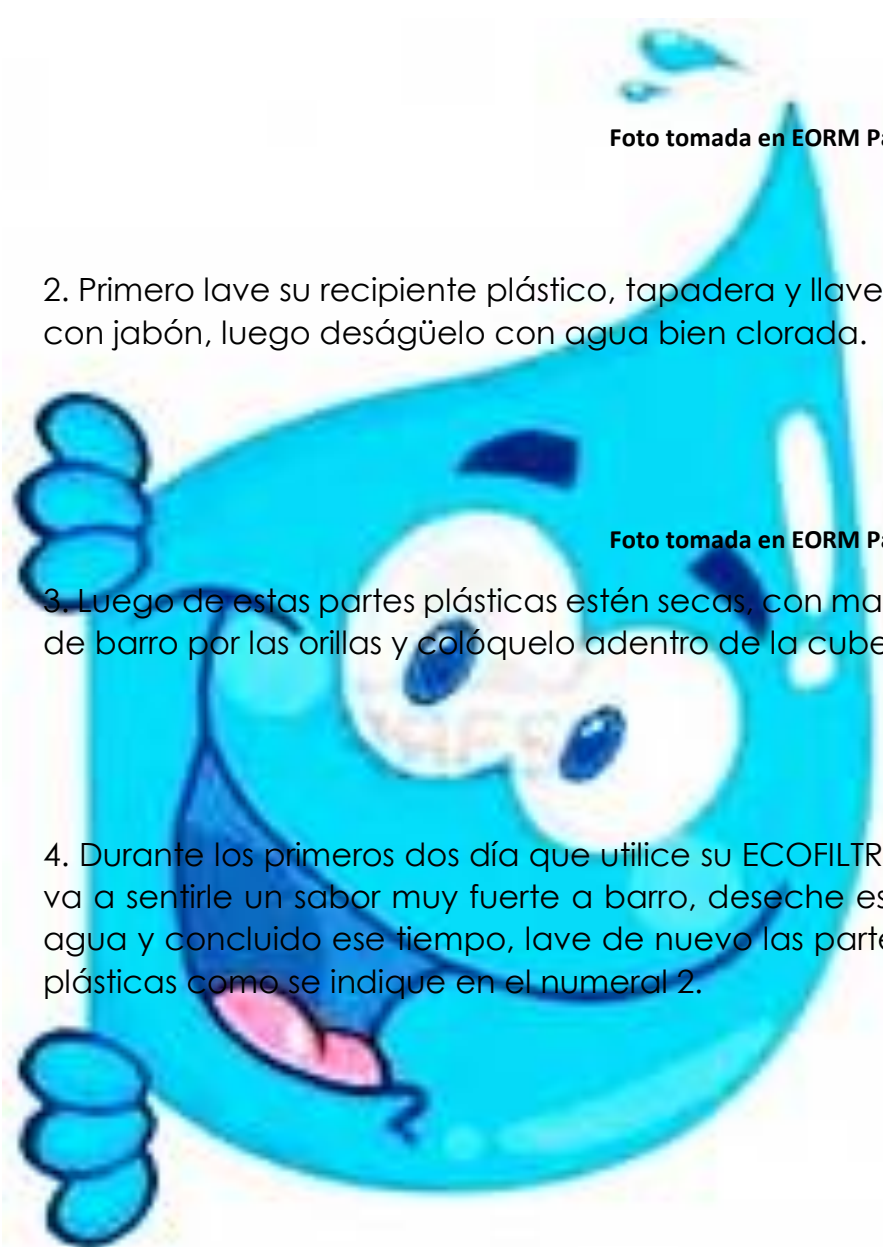 Foto tomada en EORM Pa
2. Primero lave su recipiente plástico, tapadera y llave
con jabón, luego deságüelo con agua bien clorada.
Foto tomada en EORM Pa
3. Luego de estas partes plásticas estén secas, con ma
de barro por las orillas y colóquelo adentro de la cube
4. Durante los primeros dos día que utilice su ECOFILTR
va a sentirle un sabor muy fuerte a barro, deseche es
agua y concluido ese tiempo, lave de nuevo las parte
plásticas como se indique en el numeral 2.